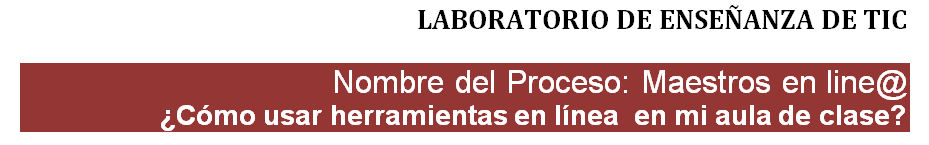 LABORATORIO DE ENSEÑANZA DE TIC
Nombre del Proceso: Maestros en line@
¿Cómo usar herramientas en línea  en mi aula de clase?